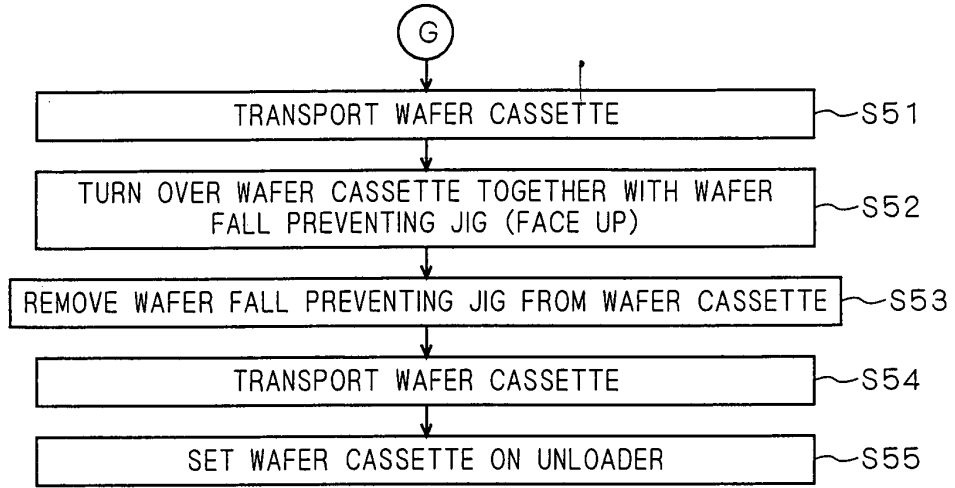 G
TRANSPORT WAFER CASSETTE
S51
TURN OVER WAFER CASSETTE TOGETHER WITH WAFER
FALL PREVENTING JIG (FACE UP)
S52
REMOVE WAFER FALL PREVENTING JIG FROM WAFER CASSETTE
S53
TRANSPORT WAFER CASSETTE
S54
SET WAFER CASSETTE ON UNLOADER
S55